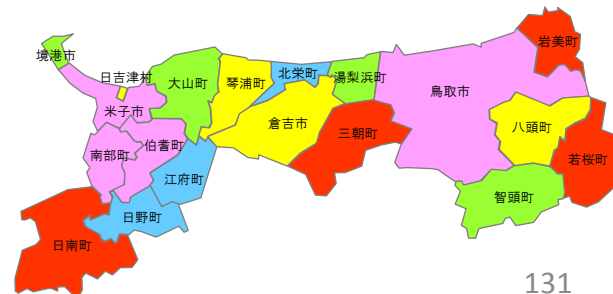 岩美町
境港市
日吉津村
大山町
琴浦町
北栄町
湯梨浜町
鳥取市
米子市
倉吉市
三朝町
八頭町
南部町
伯耆町
若桜町
江府町
智頭町
日野町
日南町
131